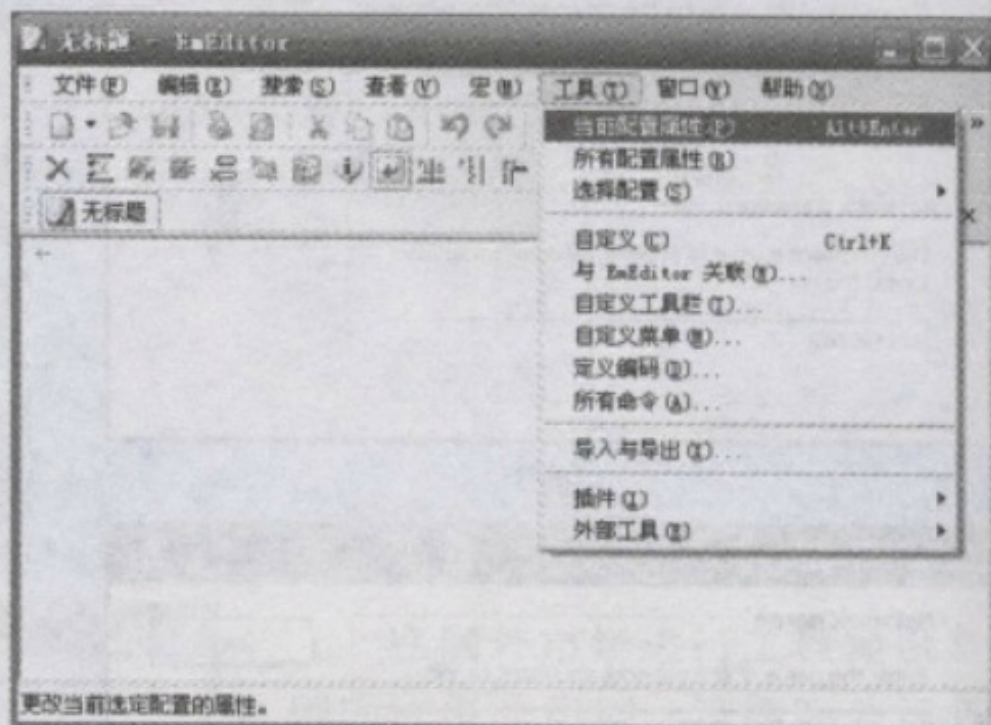 无标题 - EmEditor
文件(F) 编辑(E) 搜索(S) 查看(V) 宏(M) 工具(T) 窗口(W) 帮助(H)
当前配置属性(P) Alt+Enter
所有配置属性(R)
选择配置(S)
无标题
自定义(C) Ctrl+K
与 EmEditor 关联(W)...
自定义工具栏(T)...
自定义菜单(M)...
定义编码(D)...
所有命令(A)...
导入与导出(I)...
插件(I)
外部工具(X)
更改当前选定配置的属性。